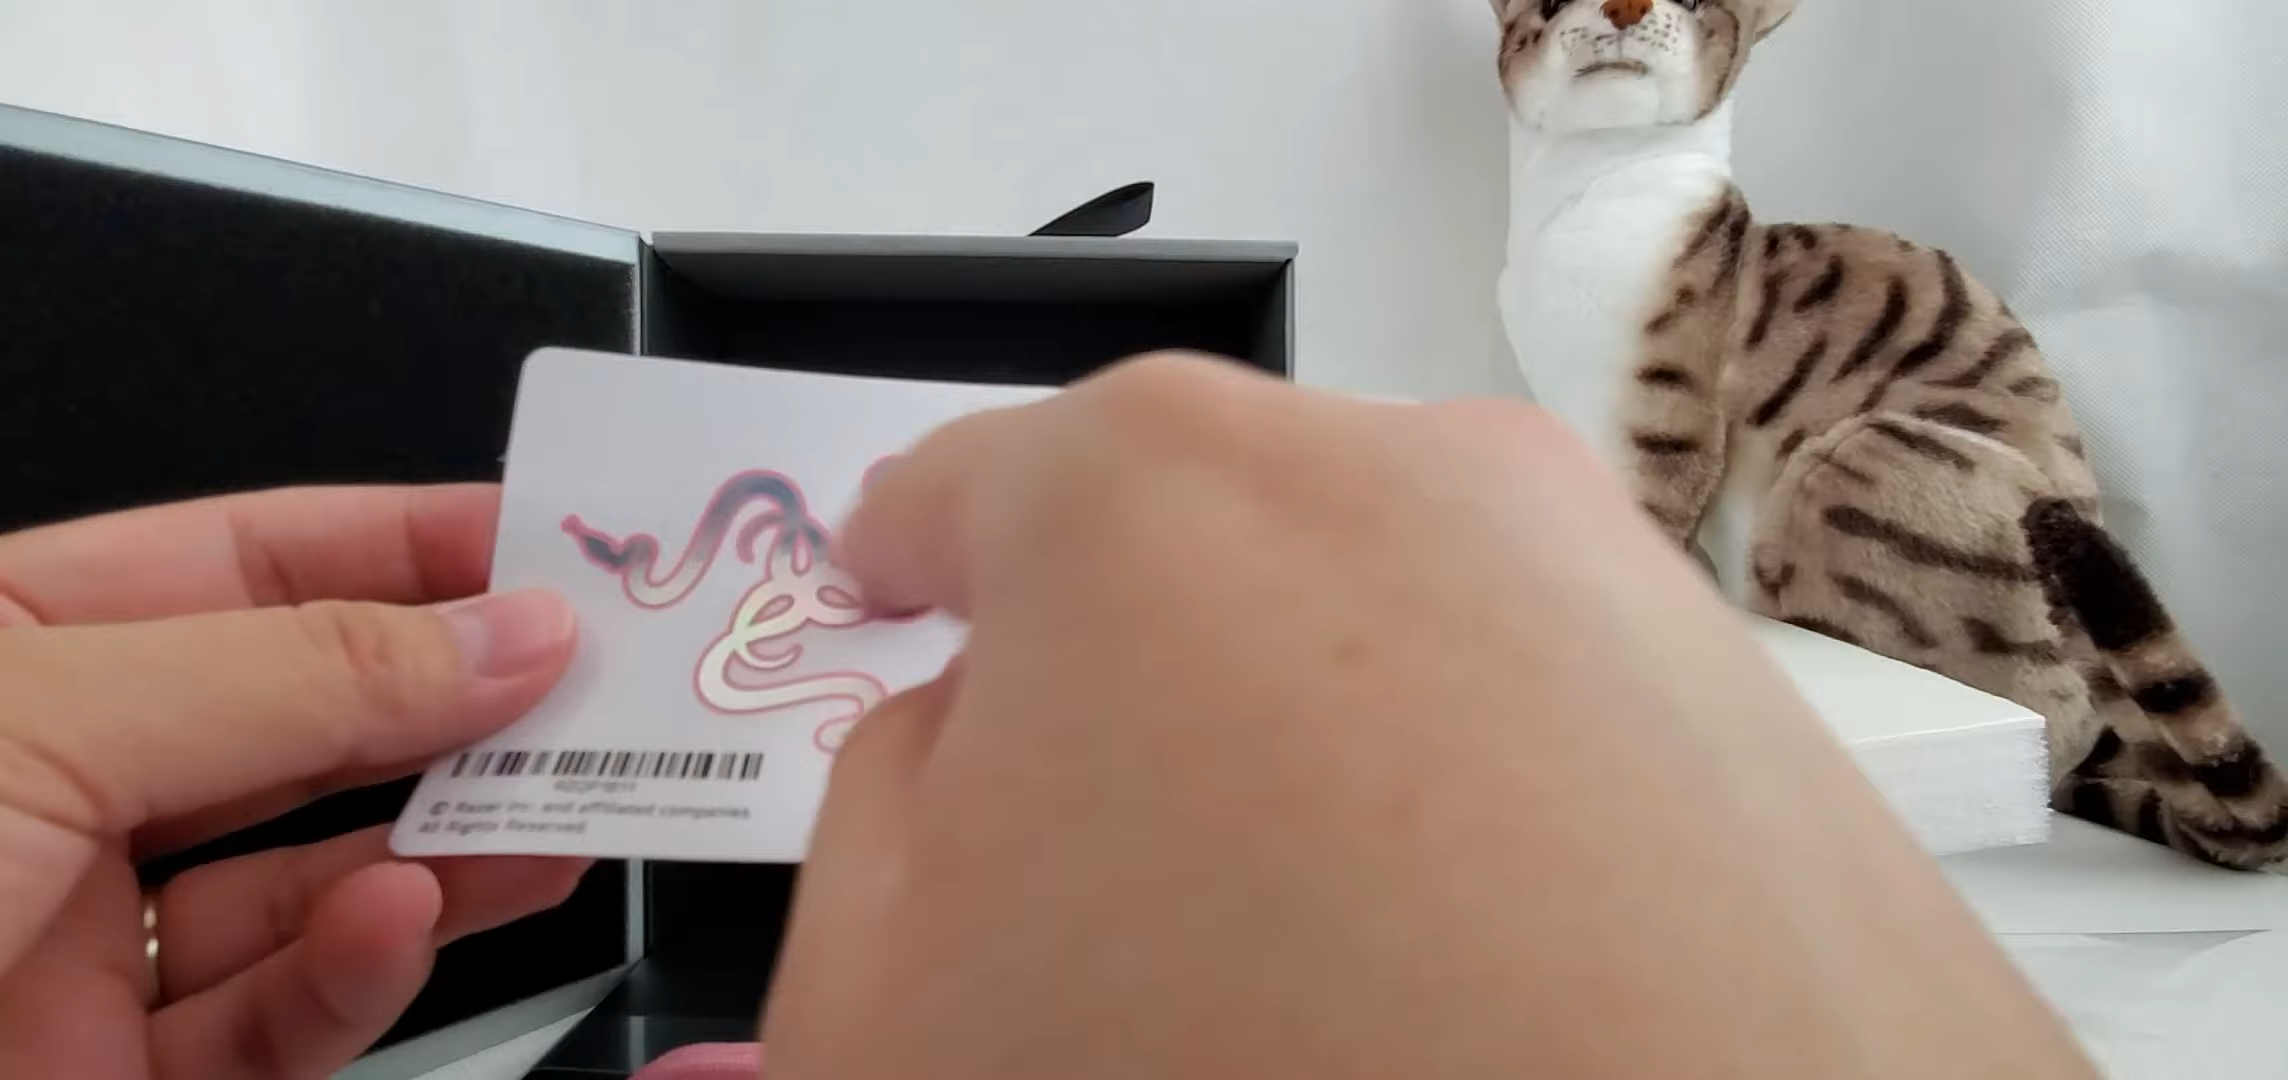 © Razer Inc. and affiliated companies
All Rights Reserved